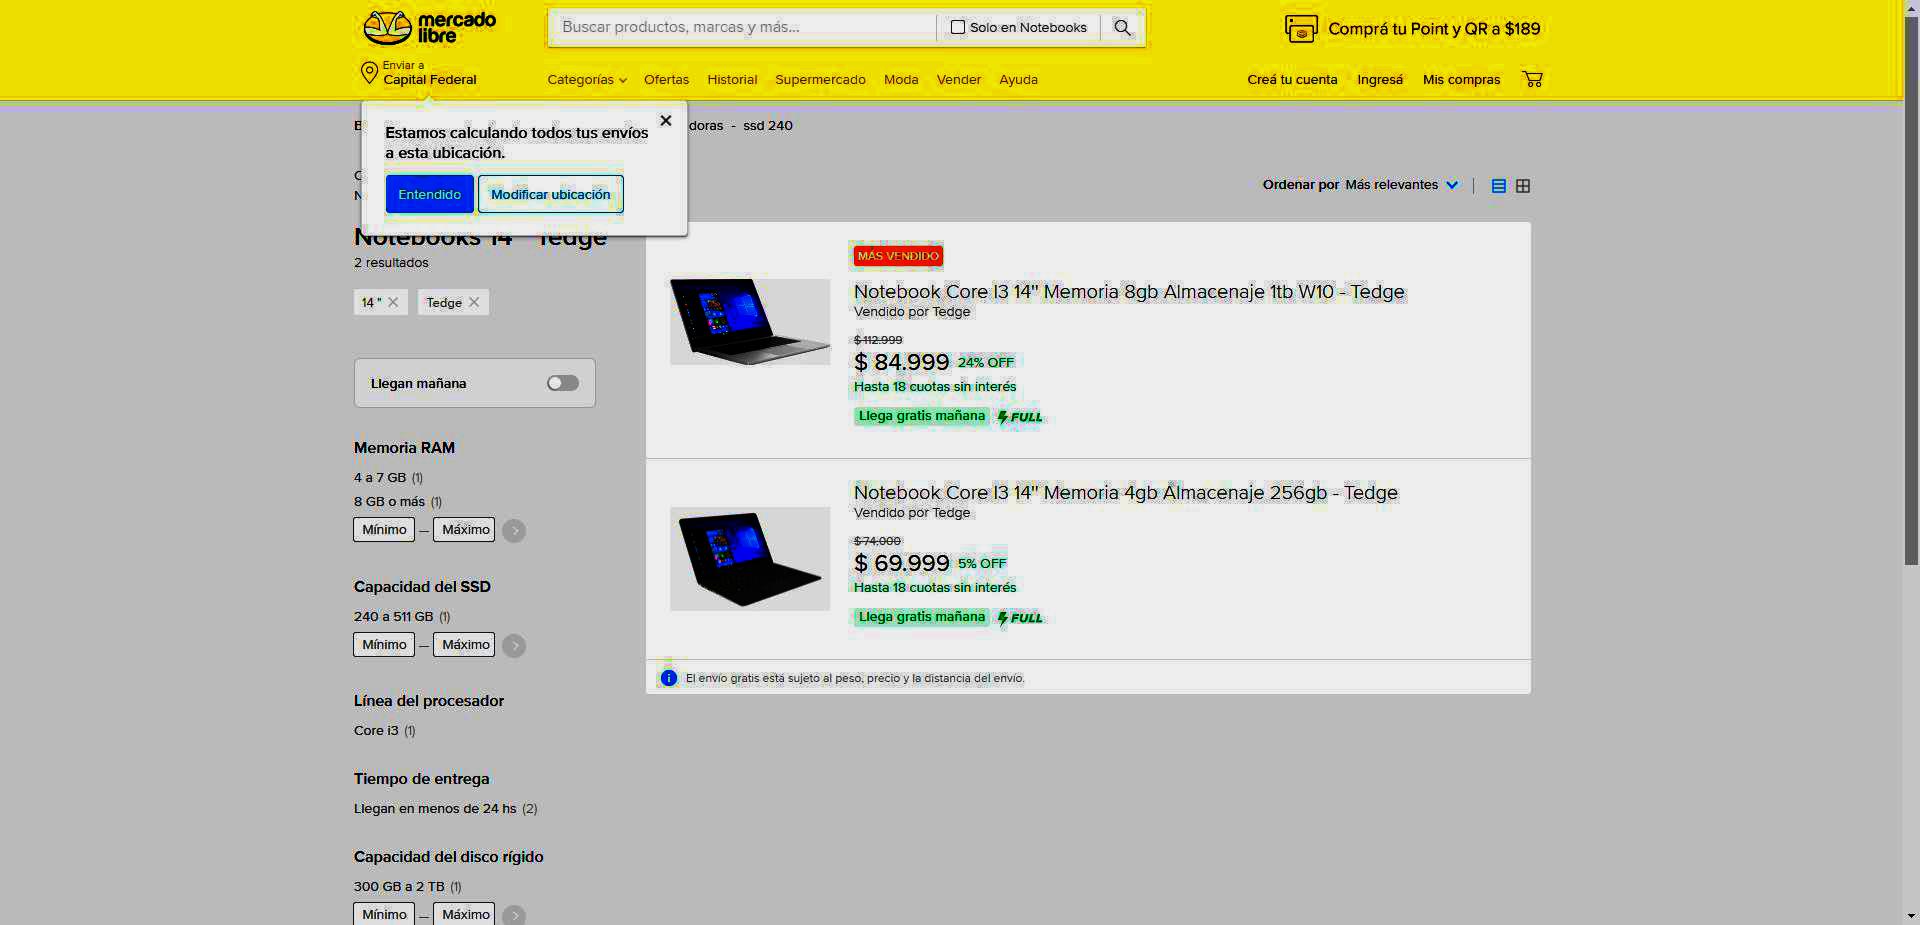 mercado
libre
Buscar productos, marcas y más...
Solo en Notebooks
Comprá tu Point y QR a $189
Enviar a
Capital Federal
Categorías
Ofertas
Historial
Supermercado
Moda
Vender
Ayuda
Creá tu cuenta
Ingresá
Mis compras
Estamos calculando todos tus envíos
a esta ubicación.
Entendido
Modificar ubicación
doras - ssd 240
Ordenar por Más relevantes
Notebooks 14" Tedge
2 resultados
14 "
Tedge
Llegan mañana
Memoria RAM
4 a 7 GB (1)
8 GB o más (1)
Mínimo — Máximo
Capacidad del SSD
240 a 511 GB (1)
Mínimo — Máximo
Línea del procesador
Core i3 (1)
Tiempo de entrega
Llegan en menos de 24 hs (2)
Capacidad del disco rígido
300 GB a 2 TB (1)
Mínimo — Máximo
MÁS VENDIDO
Notebook Core I3 14'' Memoria 8gb Almacenaje 1tb W10 - Tedge
Vendido por Tedge
$ 112.999
$ 84.999 24% OFF
Hasta 18 cuotas sin interés
Llega gratis mañana FULL
Notebook Core I3 14'' Memoria 4gb Almacenaje 256gb - Tedge
Vendido por Tedge
$ 74.000
$ 69.999 5% OFF
Hasta 18 cuotas sin interés
Llega gratis mañana FULL
El envío gratis está sujeto al peso, precio y la distancia del envío.